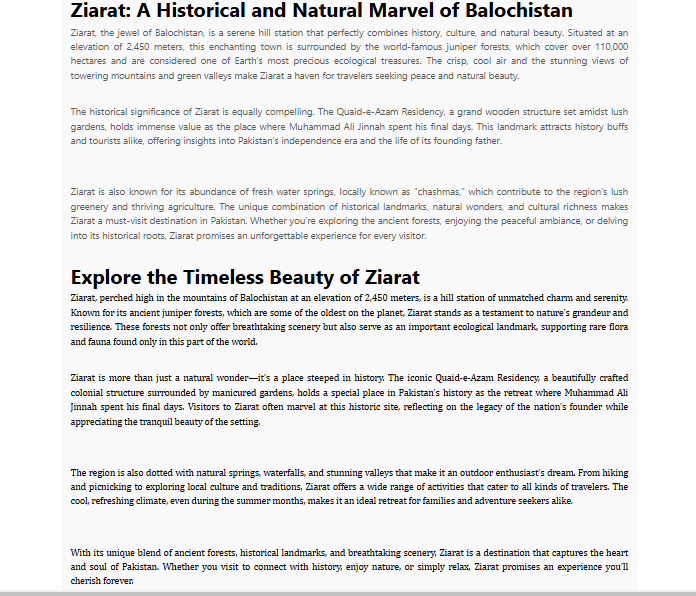 Ziarat: A Historical and Natural Marvel of Balochistan
Ziarat, the jewel of Balochistan, is a serene hill station that perfectly combines history, culture, and natural beauty. Situated at an
elevation of 2,450 meters, this enchanting town is surrounded by the world-famous juniper forests, which cover over 110,000
hectares and are considered one of Earth's most precious ecological treasures. The crisp, cool air and the stunning views of
towering mountains and green valleys make Ziarat a haven for travelers seeking peace and natural beauty.
The historical significance of Ziarat is equally compelling. The Quaid-e-Azam Residency, a grand wooden structure set amidst lush
gardens, holds immense value as the place where Muhammad Ali Jinnah spent his final days. This landmark attracts history buffs
and tourists alike, offering insights into Pakistan's independence era and the life of its founding father.
Ziarat is also known for its abundance of fresh water springs, locally known as "chashmas," which contribute to the region's lush
greenery and thriving agriculture. The unique combination of historical landmarks, natural wonders, and cultural richness makes
Ziarat a must-visit destination in Pakistan. Whether you're exploring the ancient forests, enjoying the peaceful ambiance, or delving
into its historical roots, Ziarat promises an unforgettable experience for every visitor.
Explore the Timeless Beauty of Ziarat
Ziarat, perched high in the mountains of Balochistan at an elevation of 2,450 meters, is a hill station of unmatched charm and serenity.
Known for its ancient juniper forests, which are some of the oldest on the planet, Ziarat stands as a testament to nature's grandeur and
resilience. These forests not only offer breathtaking scenery but also serve as an important ecological landmark, supporting rare flora
and fauna found only in this part of the world.
Ziarat is more than just a natural wonder—it's a place steeped in history. The iconic Quaid-e-Azam Residency, a beautifully crafted
colonial structure surrounded by manicured gardens, holds a special place in Pakistan's history as the retreat where Muhammad Ali
Jinnah spent his final days. Visitors to Ziarat often marvel at this historic site, reflecting on the legacy of the nation's founder while
appreciating the tranquil beauty of the setting.
The region is also dotted with natural springs, waterfalls, and stunning valleys that make it an outdoor enthusiast's dream. From hiking
and picnicking to exploring local culture and traditions, Ziarat offers a wide range of activities that cater to all kinds of travelers. The
cool, refreshing climate, even during the summer months, makes it an ideal retreat for families and adventure seekers alike.
With its unique blend of ancient forests, historical landmarks, and breathtaking scenery, Ziarat is a destination that captures the heart
and soul of Pakistan. Whether you visit to connect with history, enjoy nature, or simply relax, Ziarat promises an experience you'll
cherish forever.